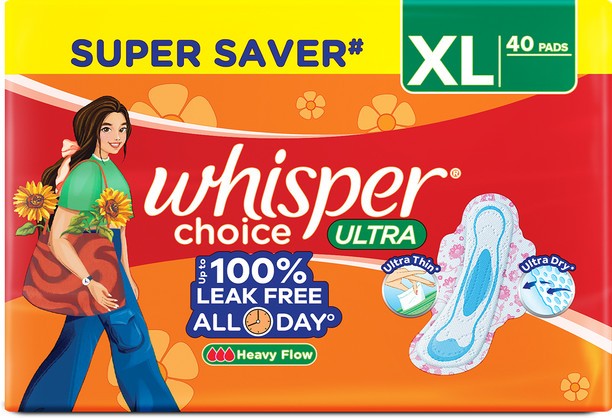 SUPER SAVER#
XL 40 PADS
whisper®
choice ULTRA
Ultra Thin*
Ultra Dry*
Up to 100%
LEAK FREE
ALL DAY◊
Heavy Flow